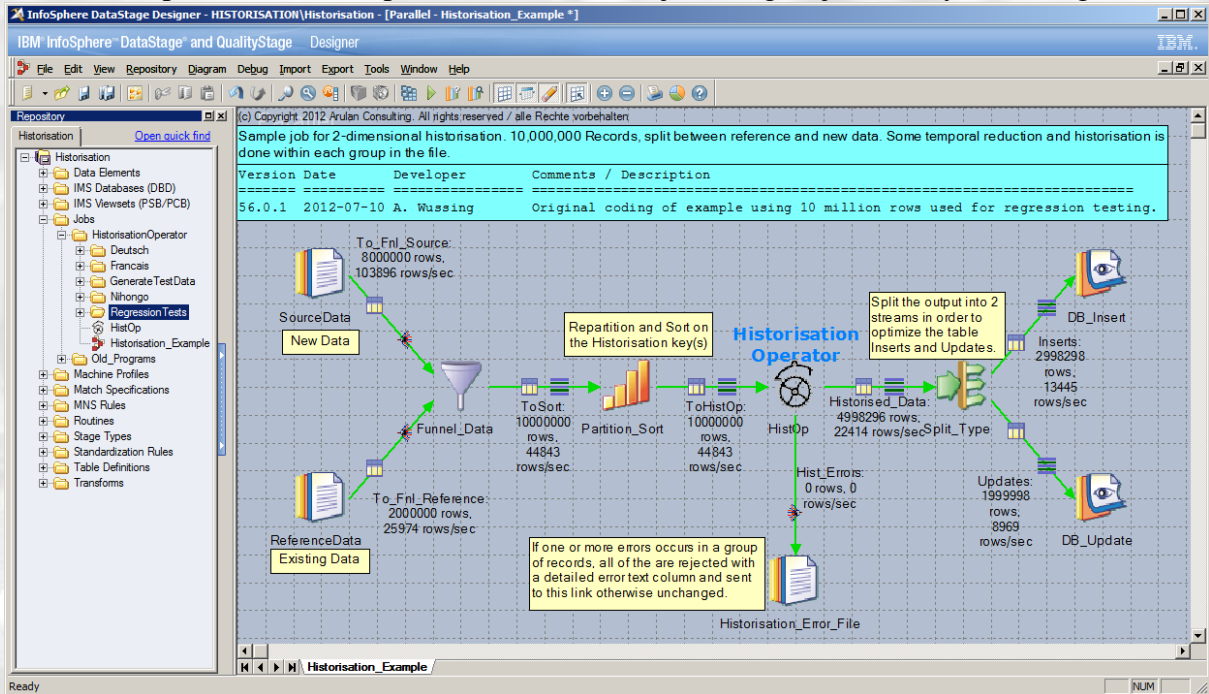 InfoSphere DataStage Designer - HISTORISATION\Historisation - [Parallel - Historisation_Example *]
IBM® InfoSphere™ DataStage® and QualityStage Designer
IBM.
File Edit View Repository Diagram Debug Import Export Tools Window Help
Repository
Historisation
Open quick find
Historisation
Data Elements
IMS Databases (DBD)
IMS Viewsets (PSB/PCB)
Jobs
HistorisationOperator
Deutsch
Francais
GenerateTestData
Nihongo
RegressionTests
HistOp
Historisation_Example
Old_Programs
Machine Profiles
Match Specifications
MNS Rules
Routines
Stage Types
Standardization Rules
Table Definitions
Transforms
(c) Copyright 2012 Arulan Consulting. All rights reserved / alle Rechte vorbehalten
Sample job for 2-dimensional historisation. 10,000,000 Records, split between reference and new data. Some temporal reduction and historisation is
done within each group in the file.
Version Date Developer Comments / Description
======= ========== ================ ====================================================================
56.0.1 2012-07-10 A. Wussing Original coding of example using 10 million rows used for regression testing.
To_Fnl_Source:
8000000 rows,
103896 rows/sec
SourceData
New Data
Funnel_Data
To_Fnl_Reference:
2000000 rows,
25974 rows/sec
ReferenceData
Existing Data
ToSort:
10000000
rows,
44843
rows/sec
Repartition and Sort on
the Historisation key(s)
Partition_Sort
ToHistOp:
10000000
rows,
44843
rows/sec
Historisation
Operator
HistOp
Hist_Errors:
0 rows, 0
rows/sec
If one or more errors occurs in a group
of records, all of the are rejected with
a detailed error text column and sent
to this link otherwise unchanged.
Historisation_Error_File
Historised_Data:
4998296 rows,
22414 rows/sec
Split the output into 2
streams in order to
optimize the table
Inserts and Updates.
Split_Type
DB_Insert
Inserts:
2998298
rows,
13445
rows/sec
Updates:
1999998
rows,
8969
rows/sec
DB_Update
Historisation_Example
Ready
NUM